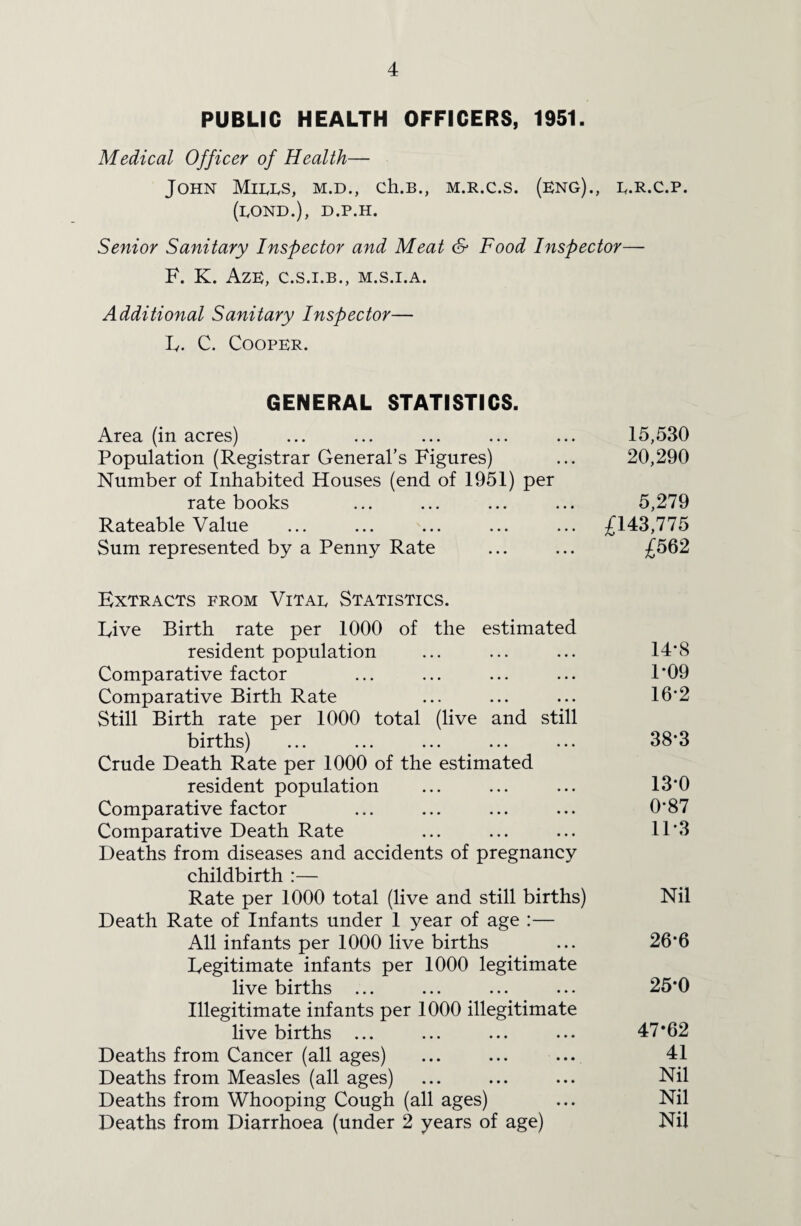 4
PUBLIC HEALTH OFFICERS, 1951.
Medical Officer of Health—
John Mills, M.D., Ch.B., M.R.C.S. (Eng)., L.R.C.P.
(Lond.), D.P.H.
Senior Sanitary Inspector and Meat & Food Inspector—
F. K. Aze, C.S.I.B., M.S.I.A.
Additional Sanitary Inspector—
L. C. Cooper.
GENERAL STATISTICS.
Area (in acres) ... ... ... ... ... 15,530
Population (Registrar General's Figures) ... 20,290
Number of Inhabited Houses (end of 1951) per
rate books ... ... ... ... 5,279
Rateable Value ... ... ... ... ... £143,775
Sum represented by a Penny Rate ... ... £562
Extracts from Vital Statistics.
Live Birth rate per 1000 of the estimated
resident population ... ... ... 14·8
Comparative factor ... ... ... ... 1·09
Comparative Birth Rate ... ... ... 16·2
Still Birth rate per 1000 total (live and still
births) ... ... ... ... ... 38·3
Crude Death Rate per 1000 of the estimated
resident population ... ... ... 13·0
Comparative factor ... ... ... ... 0·87
Comparative Death Rate ... ... ... 11·3
Deaths from diseases and accidents of pregnancy
childbirth :—
Rate per 1000 total (live and still births) Nil
Death Rate of Infants under 1 year of age :—
All infants per 1000 live births ... 26·6
Legitimate infants per 1000 legitimate
live births ... ... ... ... 25·0
Illegitimate infants per 1000 illegitimate
live births ... ... ... ... 47·62
Deaths from Cancer (all ages) ... ... ... 41
Deaths from Measles (all ages) ... ... ... Nil
Deaths from Whooping Cough (all ages) ... Nil
Deaths from Diarrhoea (under 2 years of age) Nil